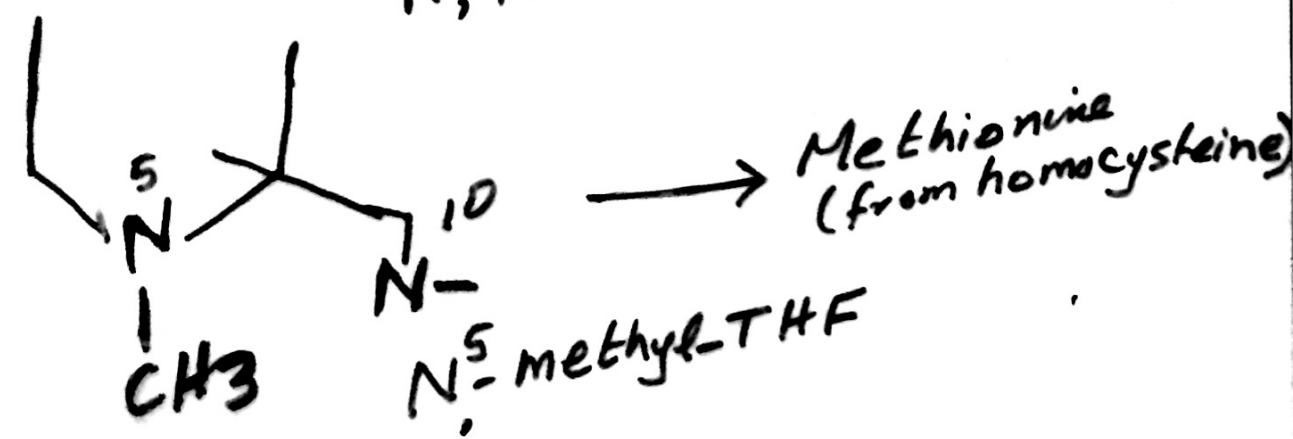 5
N
CH3
10
N-
N5- methyl-THF
Methionine
(from homocysteine)